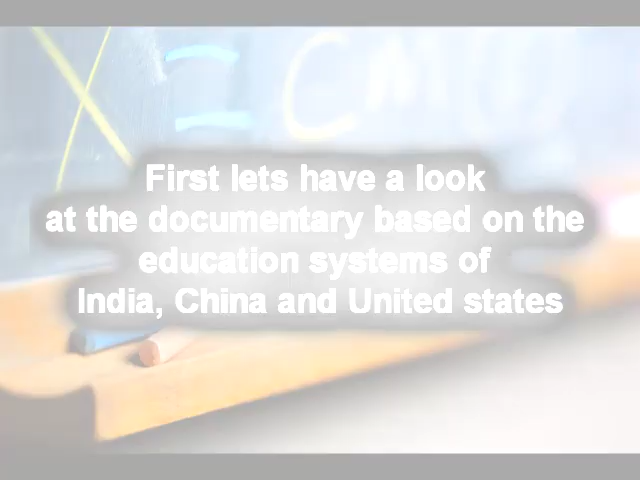 First lets have a look
at the documentary based on the
education systems of
India, China and United states